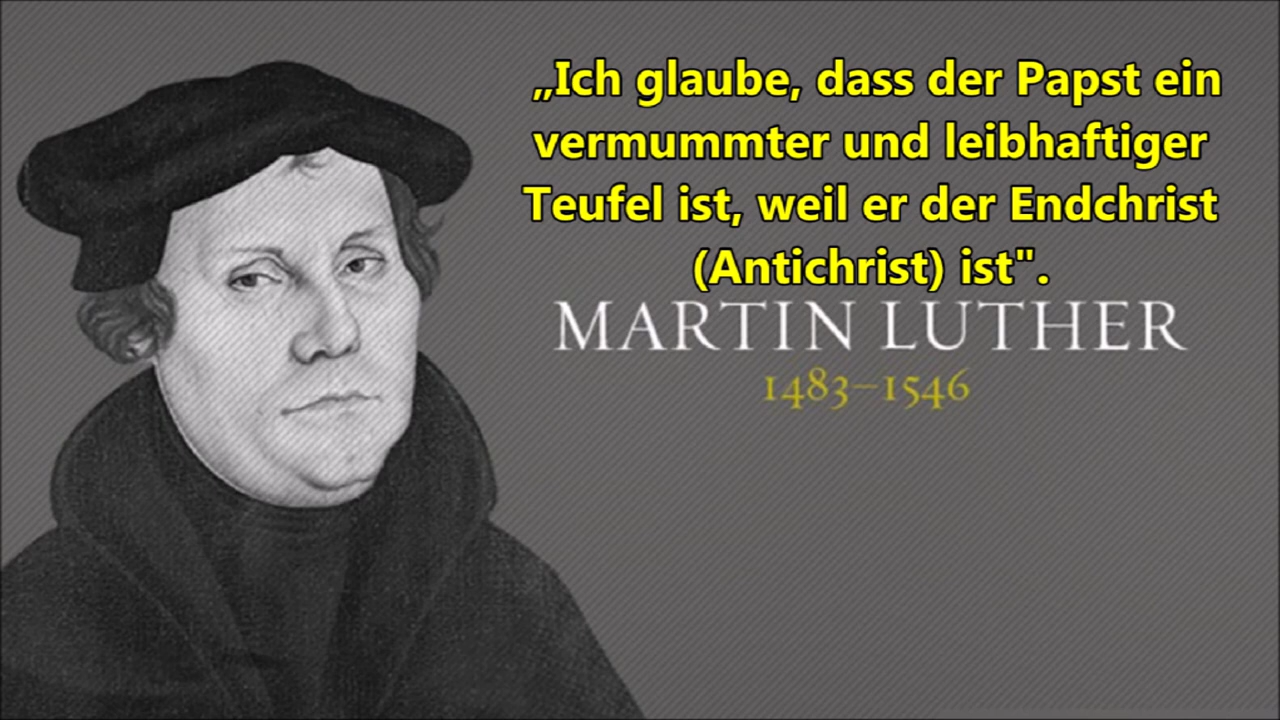 „Ich glaube, dass der Papst ein
vermummter und leibhaftiger
Teufel ist, weil er der Endchrist
(Antichrist) ist".
MARTIN LUTHER
1483–1546